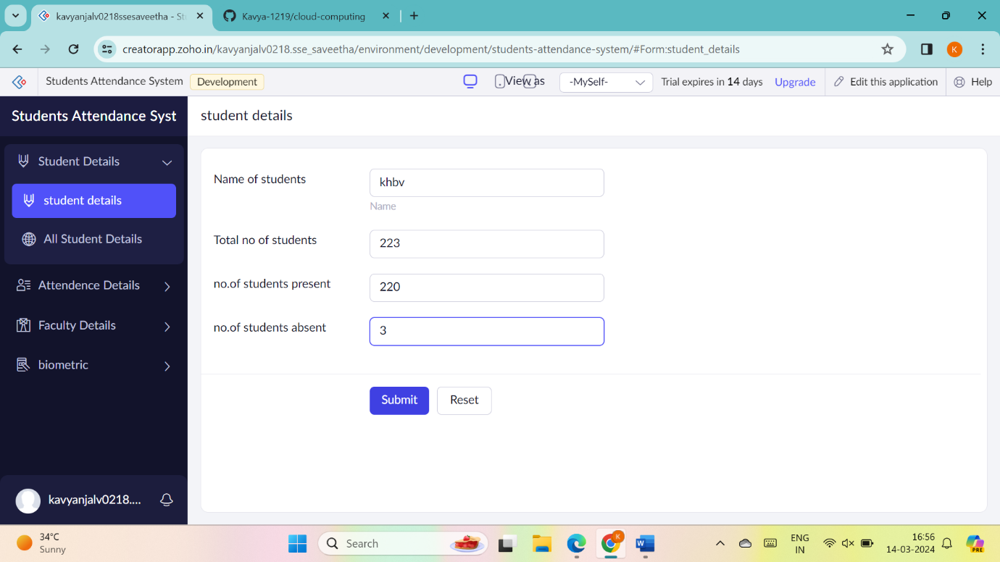 kavyanjalv0218ssesaveetha - St
Kavya-1219/cloud-computing
creatorapp.zoho.in/kavyanjalv0218.sse_saveetha/environment/development/students-attendance-system/#Form:student_details
K
Students Attendance System
Development
View as
-MySelf-
Trial expires in 14 days
Upgrade
Edit this application
Help
Students Attendance Syst
student details
Student Details
student details
All Student Details
Attendence Details
Faculty Details
biometric
Name of students
khbv
Name
Total no of students
223
no.of students present
220
no.of students absent
3
Submit
Reset
kavyanjalv0218....
34°C
Sunny
Search
K
W
ENG
IN
16:56
14-03-2024
PRE